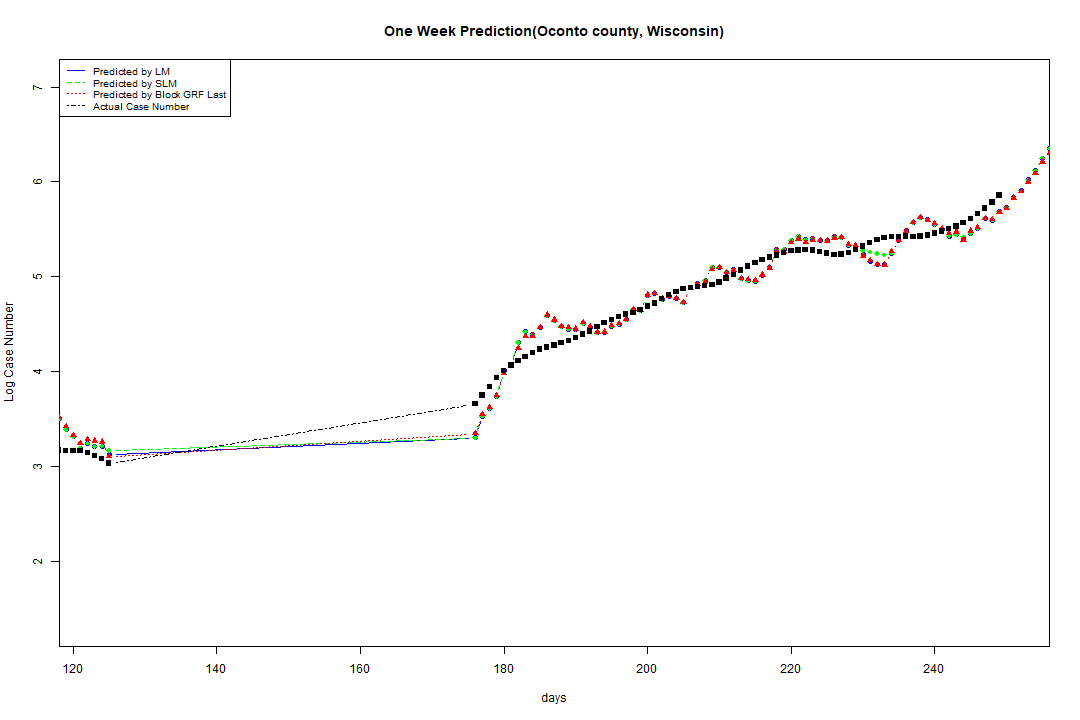 One Week Prediction(Oconto county, Wisconsin)
Predicted by LM
Predicted by SLM
Predicted by Block GRF Last
Actual Case Number
7
6
5
4
3
2
Log Case Number
120 140 160 180 200 220 240
days